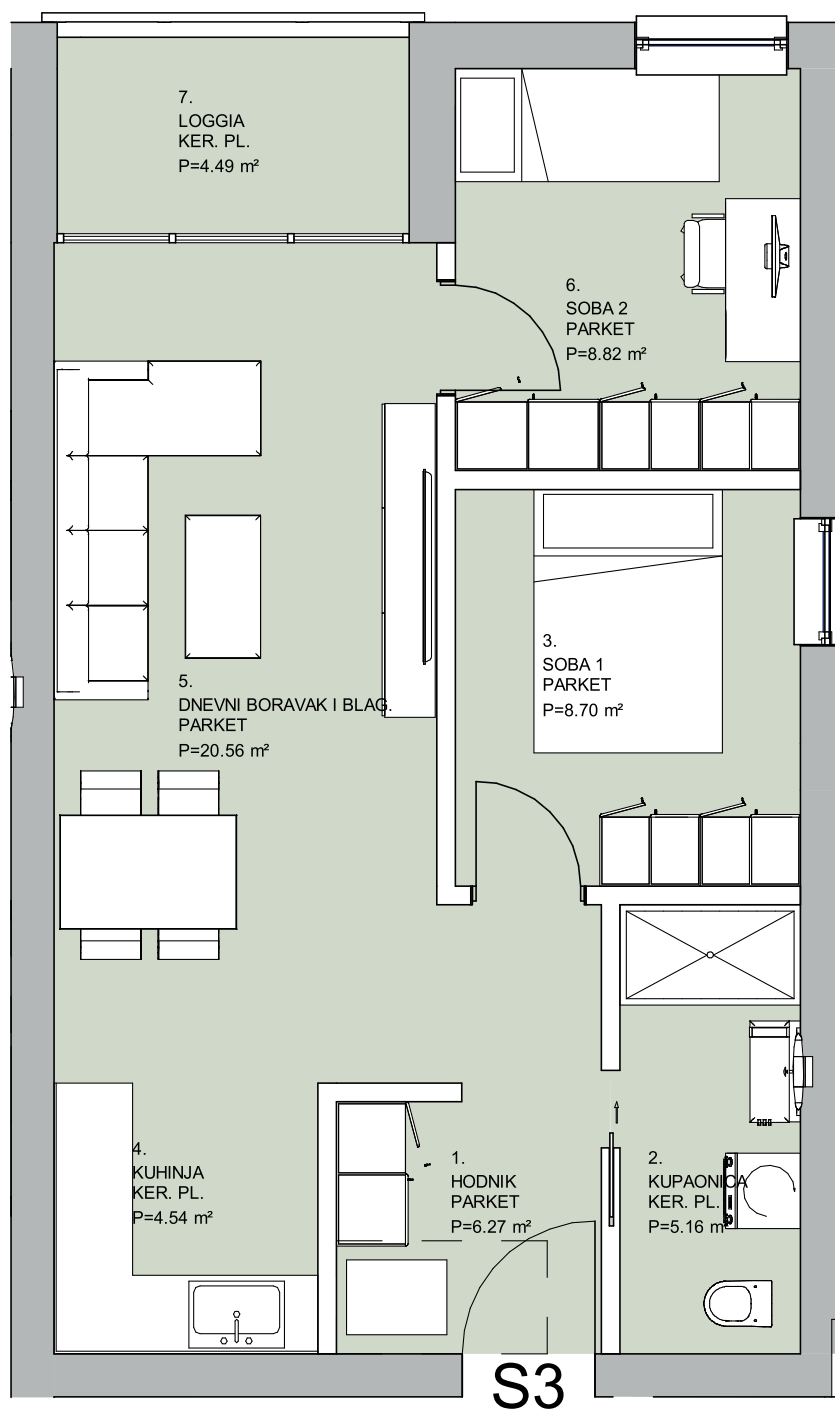 7.
LOGGIA
KER. PL.
P=4.49 m²
6.
SOBA 2
PARKET
P=8.82 m²
3.
SOBA 1
PARKET
P=8.70 m²
5.
DNEVNI BORAVAK I BLAG.
PARKET
P=20.56 m²
4.
KUHINJA
KER. PL.
P=4.54 m²
1.
HODNIK
PARKET
P=6.27 m²
2.
KUPAONICA
KER. PL.
P=5.16 m²
S3